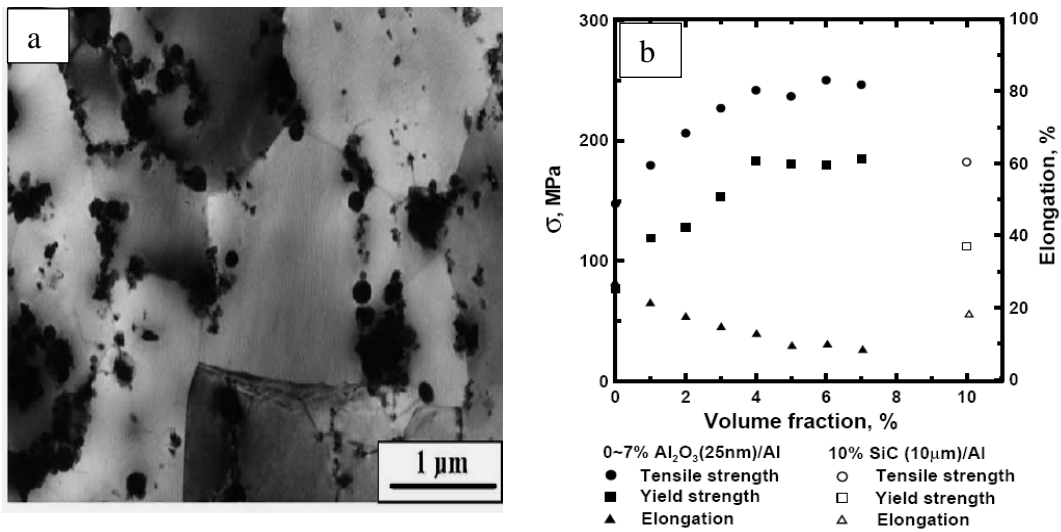 a
1 μm
b
300
200
100
0
σ, MPa
100
80
60
40
20
0
Elongation, %
0 2 4 6 8 10
Volume fraction, %
0~7% Al₂O₃(25nm)/Al 10% SiC (10μm)/Al
Tensile strength Tensile strength
Yield strength Yield strength
Elongation Elongation